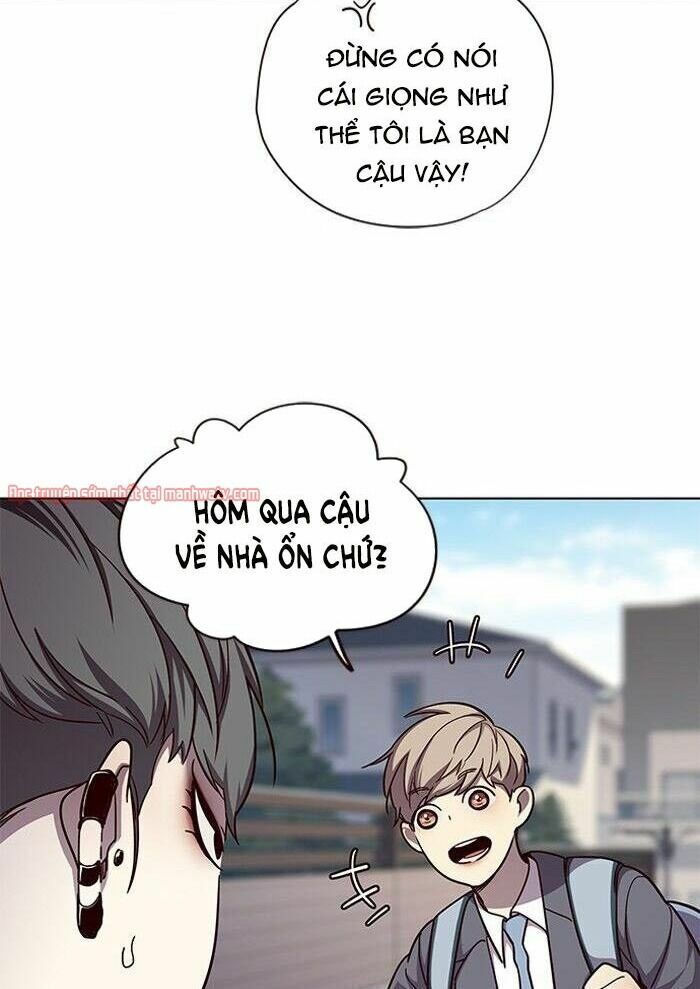 ĐỪNG CÓ NÓI
CÁI GIỌNG NHƯ
THỂ TÔI LÀ BẠN
CẬU VẬY!
Đọc truyện sớm nhất tại manhwaxy.com
HÔM QUA CẬU
VỀ NHÀ ỔN CHỨ?